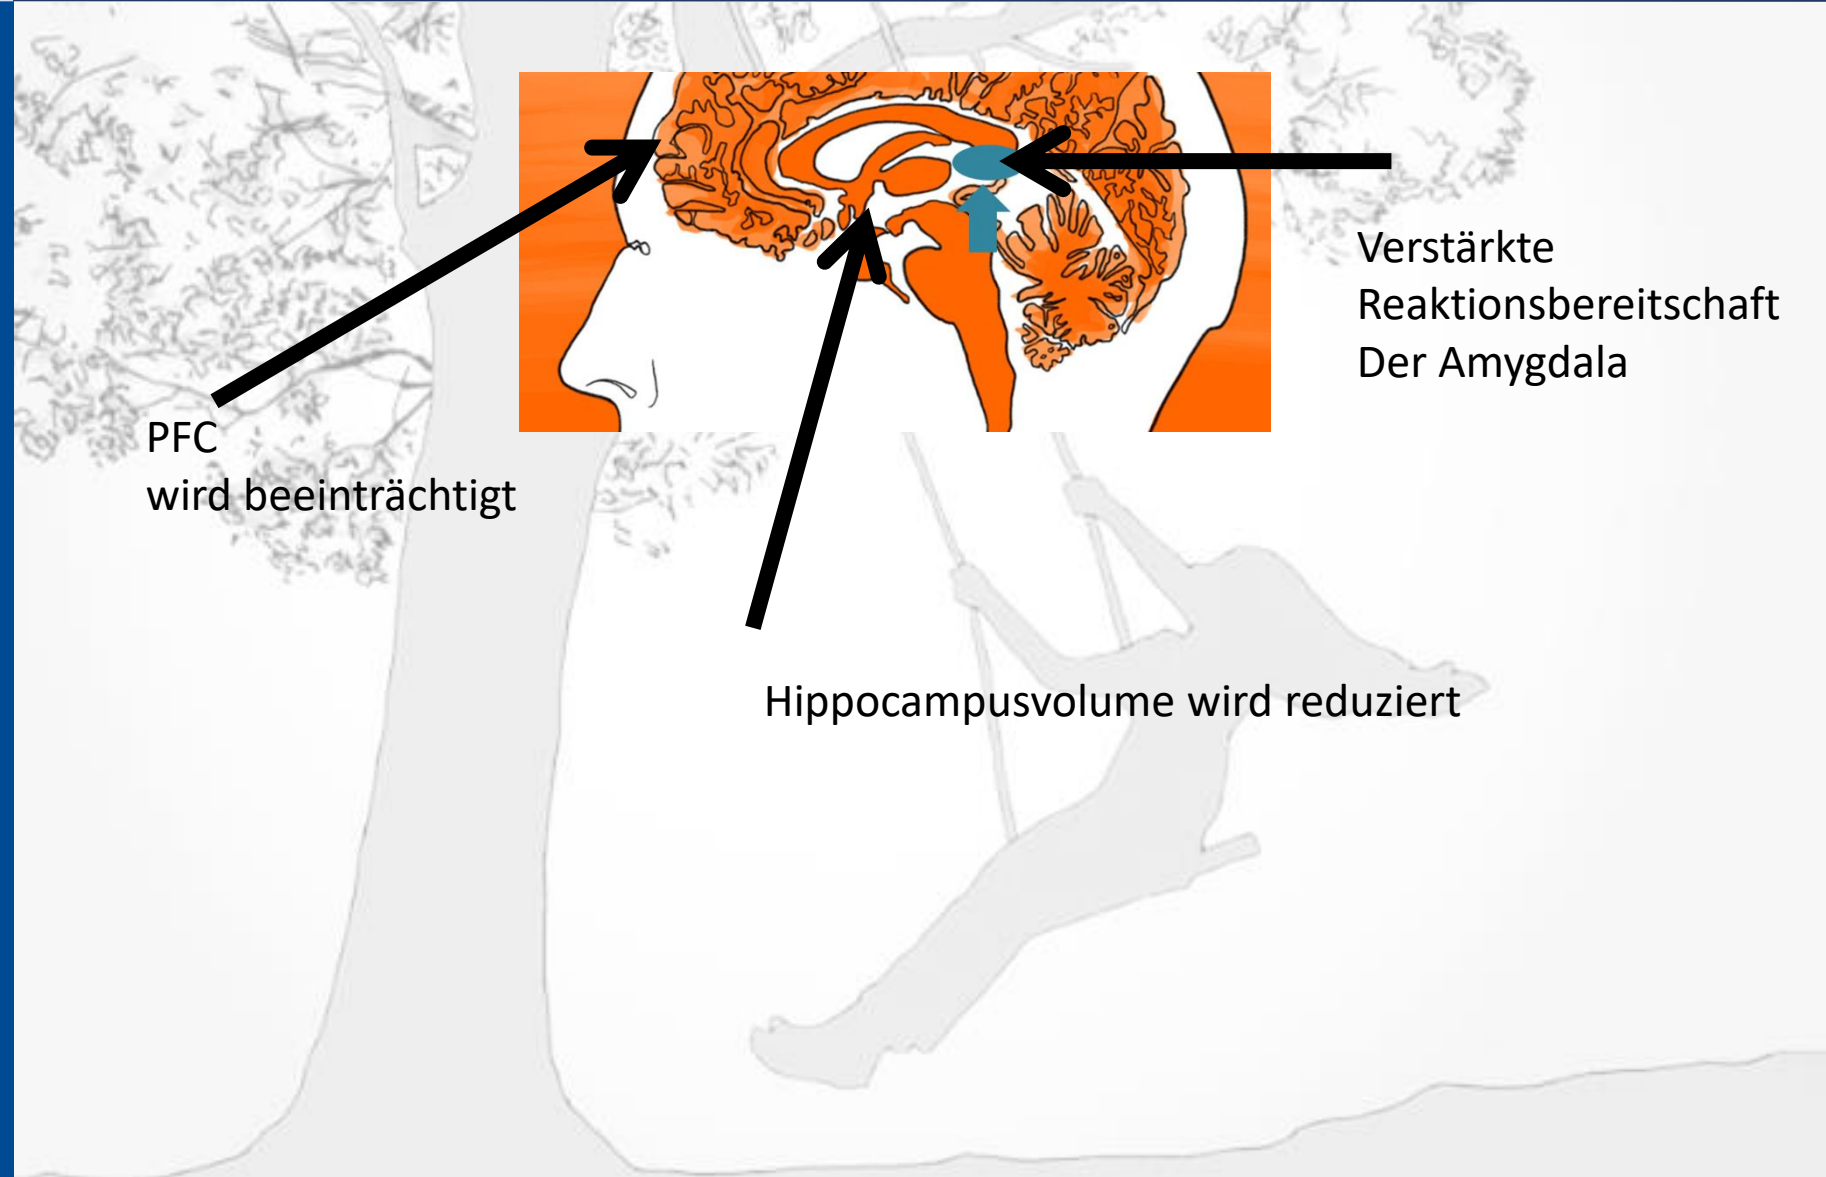 Verstärkte
Reaktionsbereitschaft
Der Amygdala
PFC
wird beeinträchtigt
Hippocampusvolume wird reduziert